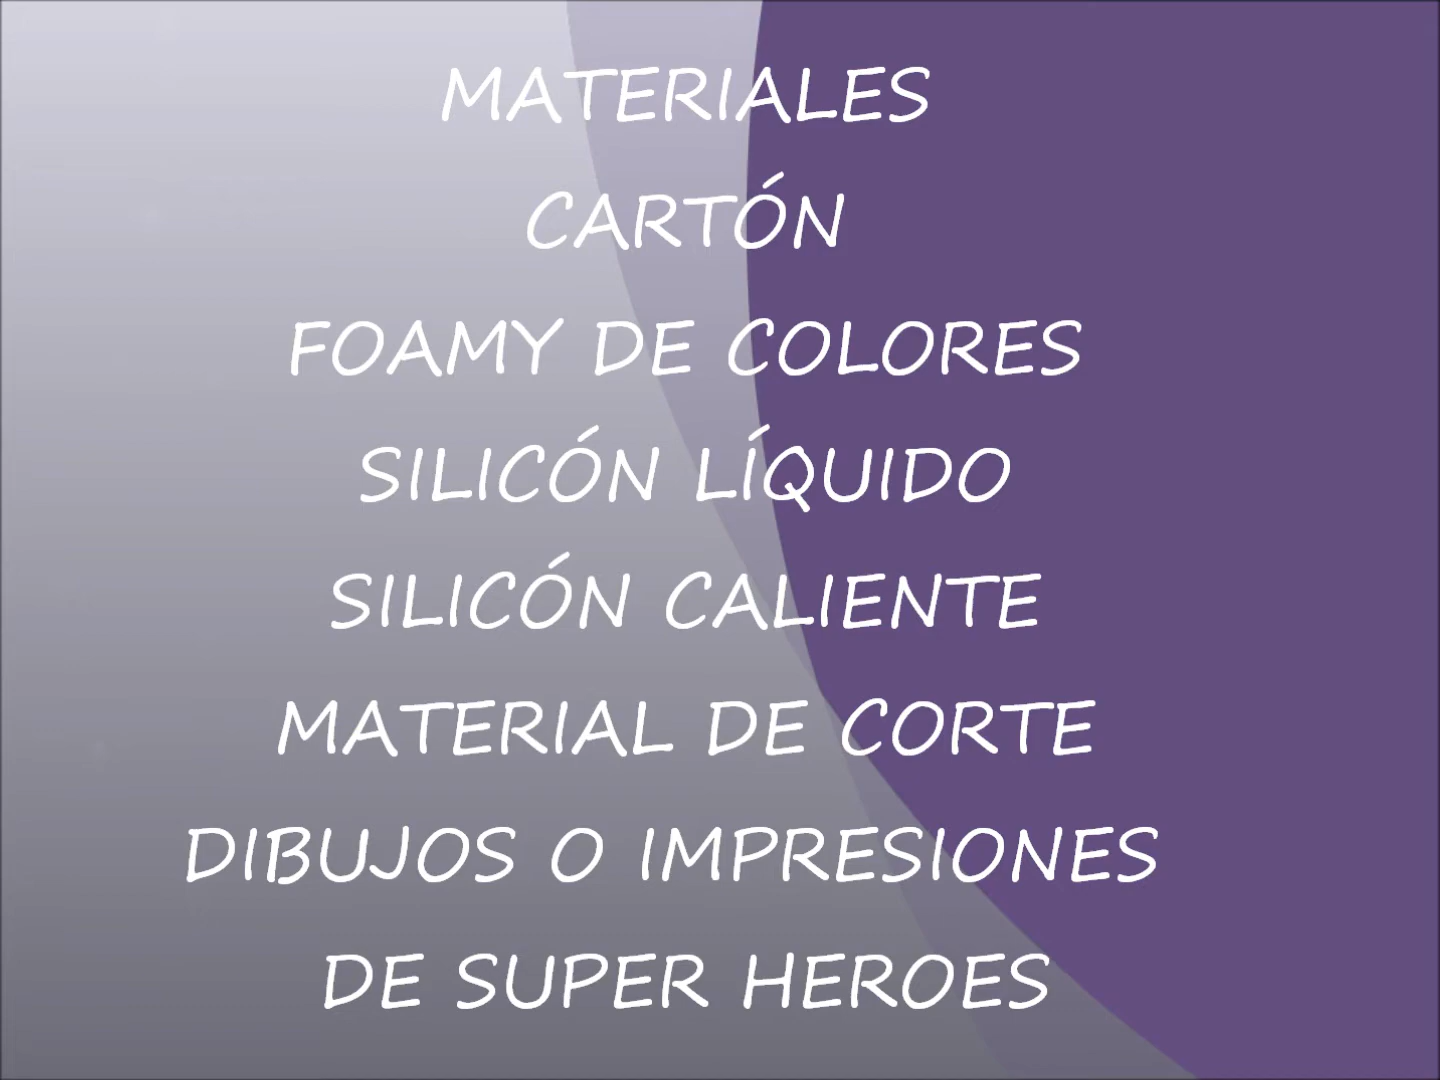 MATERIALES
CARTÓN
FOAMY DE COLORES
SILICÓN LÍQUIDO
SILICÓN CALIENTE
MATERIAL DE CORTE
DIBUJOS O IMPRESIONES
DE SUPER HEROES